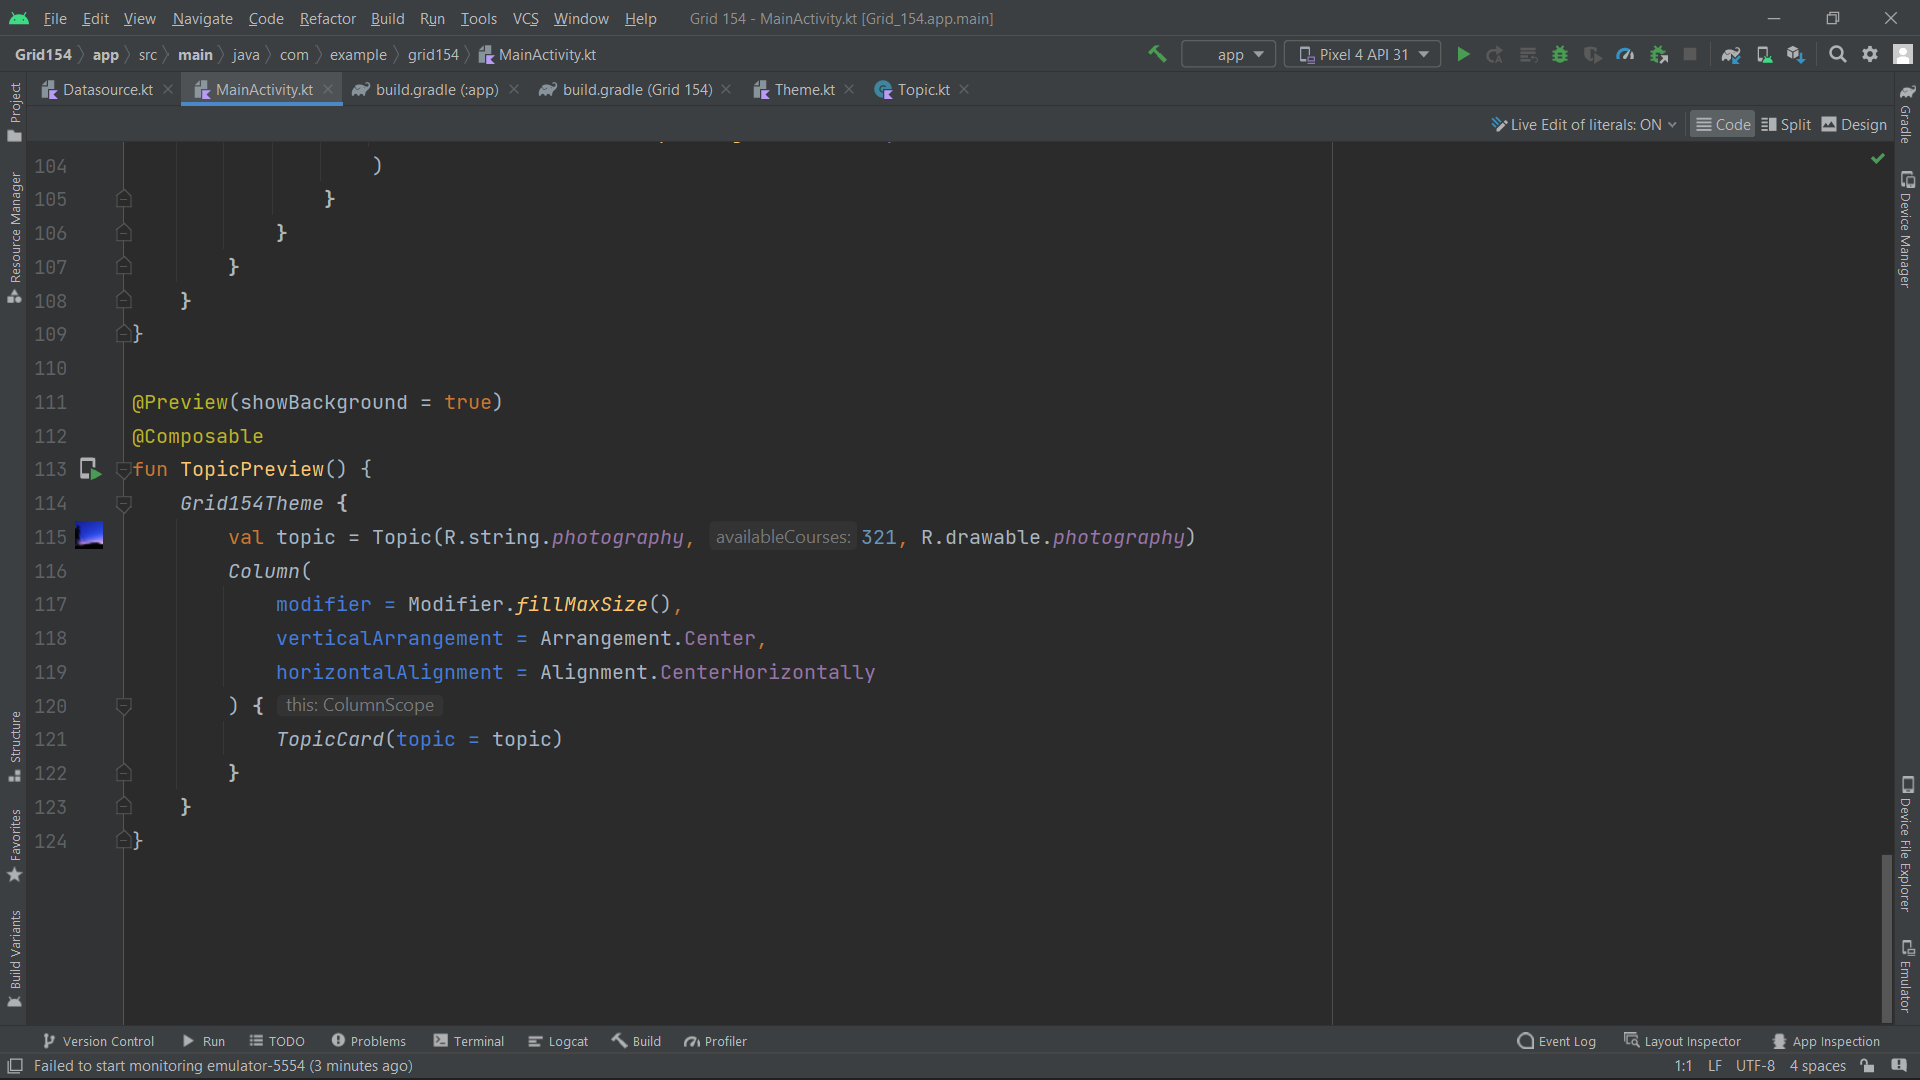 File Edit View Navigate Code Refactor Build Run Tools VCS Window Help Grid 154 - MainActivity.kt [Grid_154.app.main]
Grid154 app src main java com example grid154 MainActivity.kt app Pixel 4 API 31
Datasource.kt MainActivity.kt build.gradle (:app) build.gradle (Grid 154) Theme.kt Topic.kt
Live Edit of literals: ON Code Split Design
Project
Resource Manager
Structure
Favorites
Build Variants
104 )
105 }
106 }
107 }
108 }
109 }
110
111 @Preview(showBackground = true)
112 @Composable
113 fun TopicPreview() {
114 Grid154Theme {
115 val topic = Topic(R.string.photography, availableCourses: 321, R.drawable.photography)
116 Column(
117 modifier = Modifier.fillMaxSize(),
118 verticalArrangement = Arrangement.Center,
119 horizontalAlignment = Alignment.CenterHorizontally
120 ) { this: ColumnScope
121 TopicCard(topic = topic)
122 }
123 }
124 }
Gradle
Device Manager
Device File Explorer
Emulator
Version Control Run TODO Problems Terminal Logcat Build Profiler Event Log Layout Inspector App Inspection
Failed to start monitoring emulator-5554 (3 minutes ago) 1:1 LF UTF-8 4 spaces